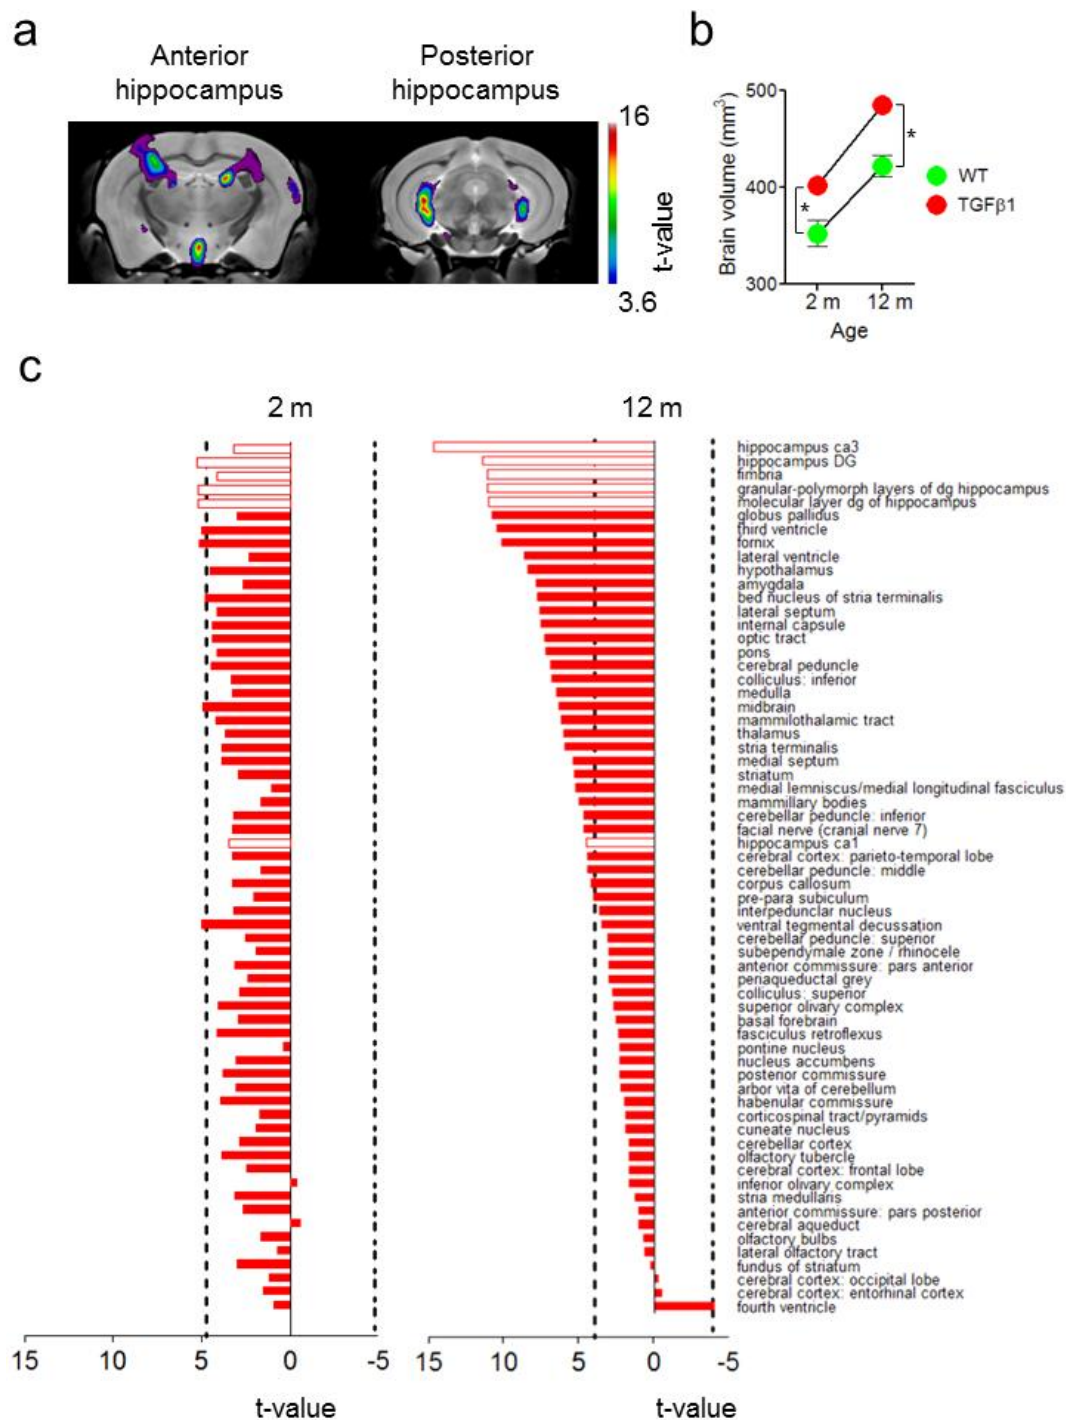 a
Anterior
hippocampus
Posterior
hippocampus
16
t-value
3.6
b
500
400
300
Brain volume (mm³)
*
*
2 m
12 m
Age
WT
TGFβ1
c
2 m
12 m
hippocampus ca3
hippocampus DG
fimbria
granular-polymorph layers of dg hippocampus
molecular layer dg of hippocampus
globus pallidus
third ventricle
fornix
lateral ventricle
hypothalamus
amygdala
bed nucleus of stria terminalis
lateral septum
internal capsule
optic tract
pons
cerebral peduncle
colliculus: inferior
medulla
midbrain
mammilothalamic tract
thalamus
stria terminalis
medial septum
striatum
medial lemniscus/medial longitudinal fasciculus
mammillary bodies
cerebellar peduncle: inferior
facial nerve (cranial nerve 7)
hippocampus ca1
cerebral cortex: parieto-temporal lobe
cerebellar peduncle: middle
corpus callosum
pre-para subiculum
interpedunclar nucleus
ventral tegmental decussation
cerebellar peduncle: superior
subependymale zone / rhinocele
anterior commissure: pars anterior
periaqueductal grey
colliculus: superior
superior olivary complex
basal forebrain
fasciculus retroflexus
pontine nucleus
nucleus accumbens
posterior commissure
arbor vita of cerebellum
habenular commissure
corticospinal tract/pyramids
cuneate nucleus
cerebellar cortex
olfactory tubercle
cerebral cortex: frontal lobe
inferior olivary complex
stria medullaris
anterior commissure: pars posterior
cerebral aqueduct
olfactory bulbs
lateral olfactory tract
fundus of striatum
cerebral cortex: occipital lobe
cerebral cortex: entorhinal cortex
fourth ventricle
15 10 5 0 -5
15 10 5 0 -5
t-value
t-value